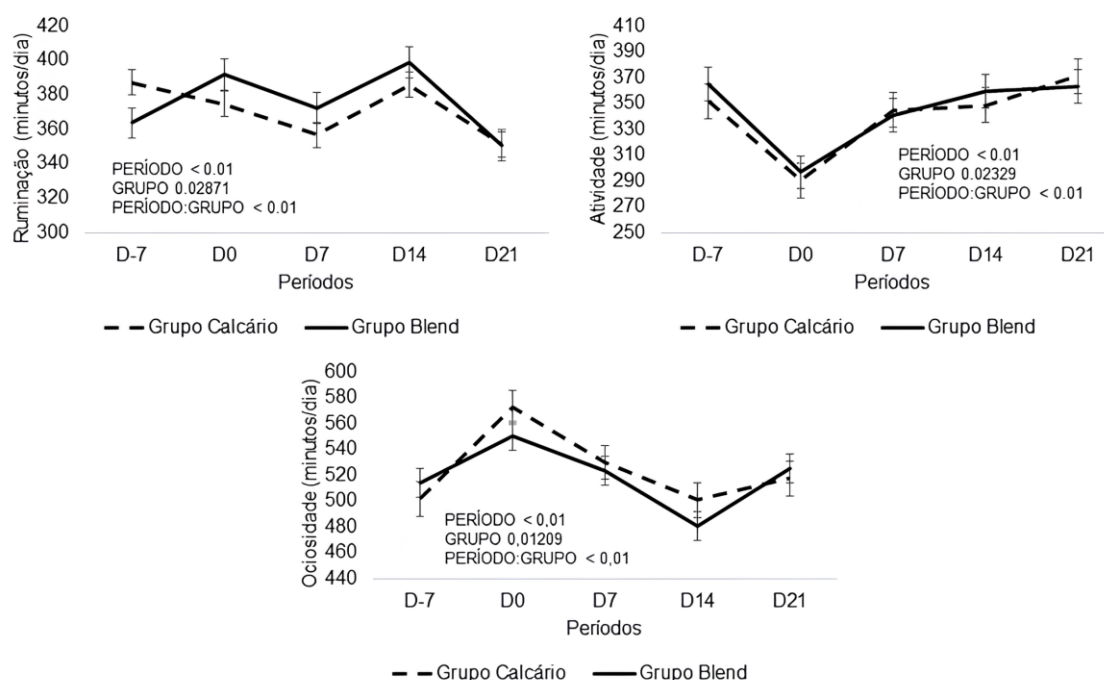 Ruminação (minutos/dia)
420
400
380
360
340
320
300
PERÍODO < 0.01
GRUPO 0.02871
PERÍODO:GRUPO < 0.01
D-7 D0 D7 D14 D21
Períodos
Grupo Calcário Grupo Blend
Atividade (minutos/dia)
410
390
370
350
330
310
290
270
250
PERÍODO < 0.01
GRUPO 0.02329
PERÍODO:GRUPO < 0.01
D-7 D0 D7 D14 D21
Períodos
Grupo Calcário Grupo Blend
Ociosidade (minutos/dia)
600
580
560
540
520
500
480
460
440
PERÍODO < 0,01
GRUPO 0,01209
PERÍODO:GRUPO < 0,01
D-7 D0 D7 D14 D21
Períodos
Grupo Calcário Grupo Blend